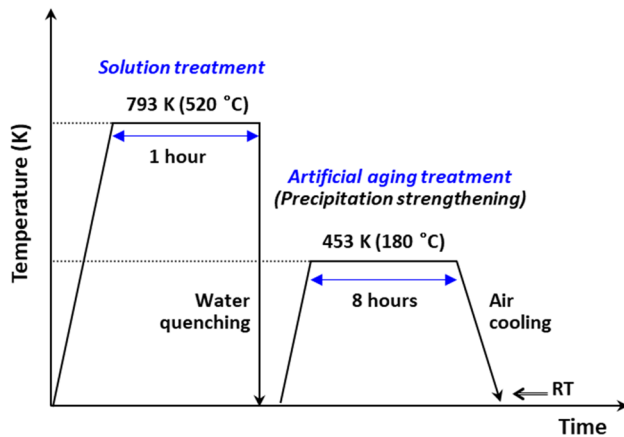 Solution treatment
793 K (520 °C)
1 hour
Artificial aging treatment
(Precipitation strengthening)
453 K (180 °C)
8 hours
Water
quenching
Air
cooling
RT
Time
Temperature (K)